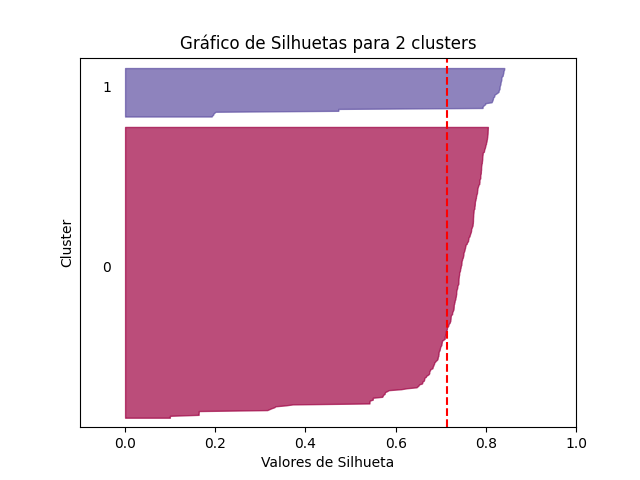 Gráfico de Silhuetas para 2 clusters
1
0
Cluster
0.0 0.2 0.4 0.6 0.8 1.0
Valores de Silhueta